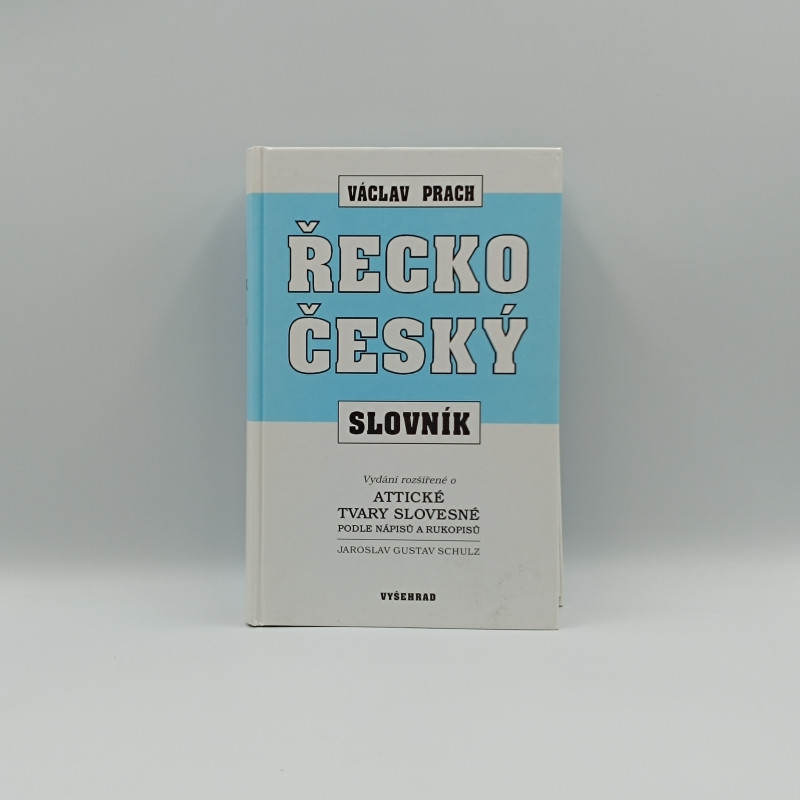 VÁCLAV PRACH
ŘECKO
ČESKÝ
SLOVNÍK
Vydání rozšířené o
ATTICKÉ
TVARY SLOVESNÉ
PODLE NÁPISŮ A RUKOPISŮ
JAROSLAV GUSTAV SCHULZ
VYŠEHRAD